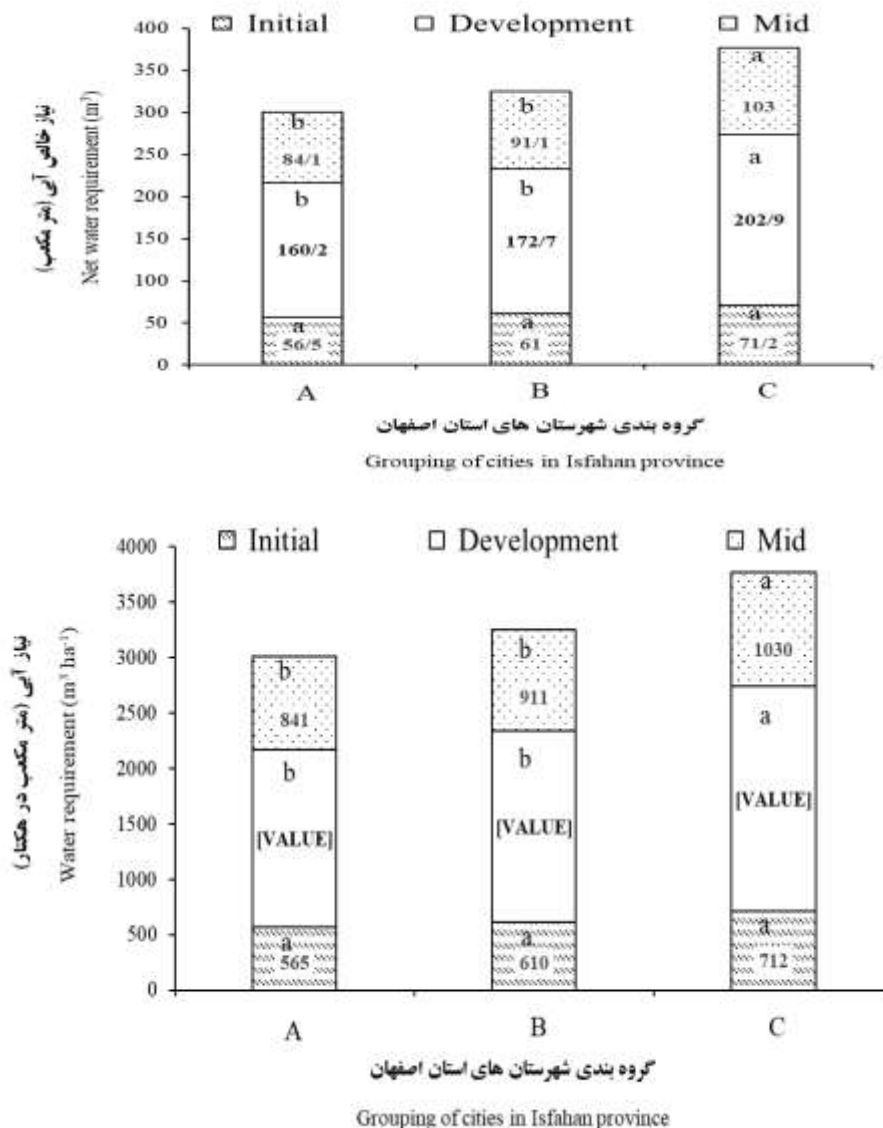 Initial Development Mid
400
350
300
250
200
150
100
50
0
نیاز خالص آبی (متر مکعب)
Net water requirement (m³)
b
84/1
b
160/2
a
56/5
b
91/1
b
172/7
a
61
a
103
a
202/9
a
71/2
A B C
گروه بندی شهرستان های استان اصفهان
Grouping of cities in Isfahan province
Initial Development Mid
4000
3500
3000
2500
2000
1500
1000
500
0
نیاز آبی (متر مکعب در هکتار)
Water requirement (m³ ha⁻¹)
b
841
b
[VALUE]
a
565
b
911
b
[VALUE]
a
610
a
1030
a
[VALUE]
a
712
A B C
گروه بندی شهرستان های استان اصفهان
Grouping of cities in Isfahan province